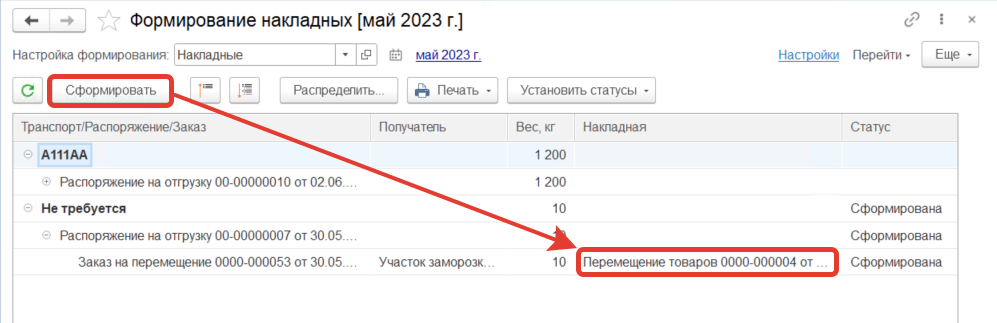 Формирование накладных [май 2023 г.]
Настройка формирования: Накладные май 2023 г. Настройки Перейти Еще
Сформировать Распределить... Печать Установить статусы
Транспорт/Распоряжение/Заказ Получатель Вес, кг Накладная Статус
А111АА 1 200
Распоряжение на отгрузку 00-00000010 от 02.06.... 1 200
Не требуется 10 Сформирована
Распоряжение на отгрузку 00-00000007 от 30.05.... Сформирована
Заказ на перемещение 0000-000053 от 30.05.... Участок заморозк... 10 Перемещение товаров 0000-000004 от ... Сформирована